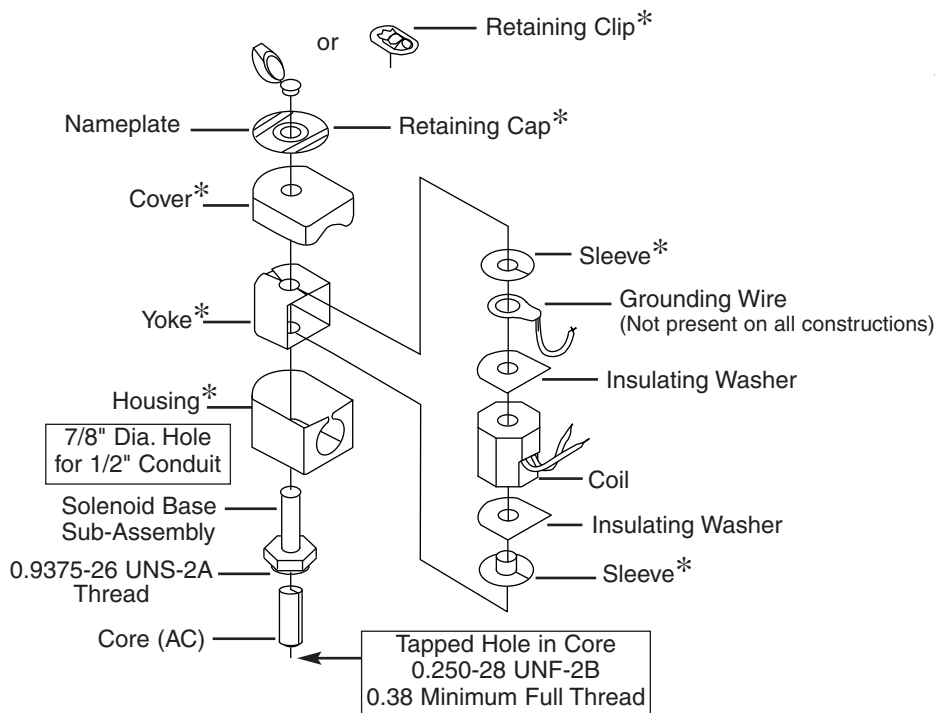 or
Retaining Clip*
Nameplate
Retaining Cap*
Cover*
Sleeve*
Grounding Wire
(Not present on all constructions)
Yoke*
Insulating Washer
Housing*
7/8" Dia. Hole
for 1/2" Conduit
Coil
Solenoid Base
Sub-Assembly
Insulating Washer
0.9375-26 UNS-2A
Thread
Sleeve*
Core (AC)
Tapped Hole in Core
0.250-28 UNF-2B
0.38 Minimum Full Thread